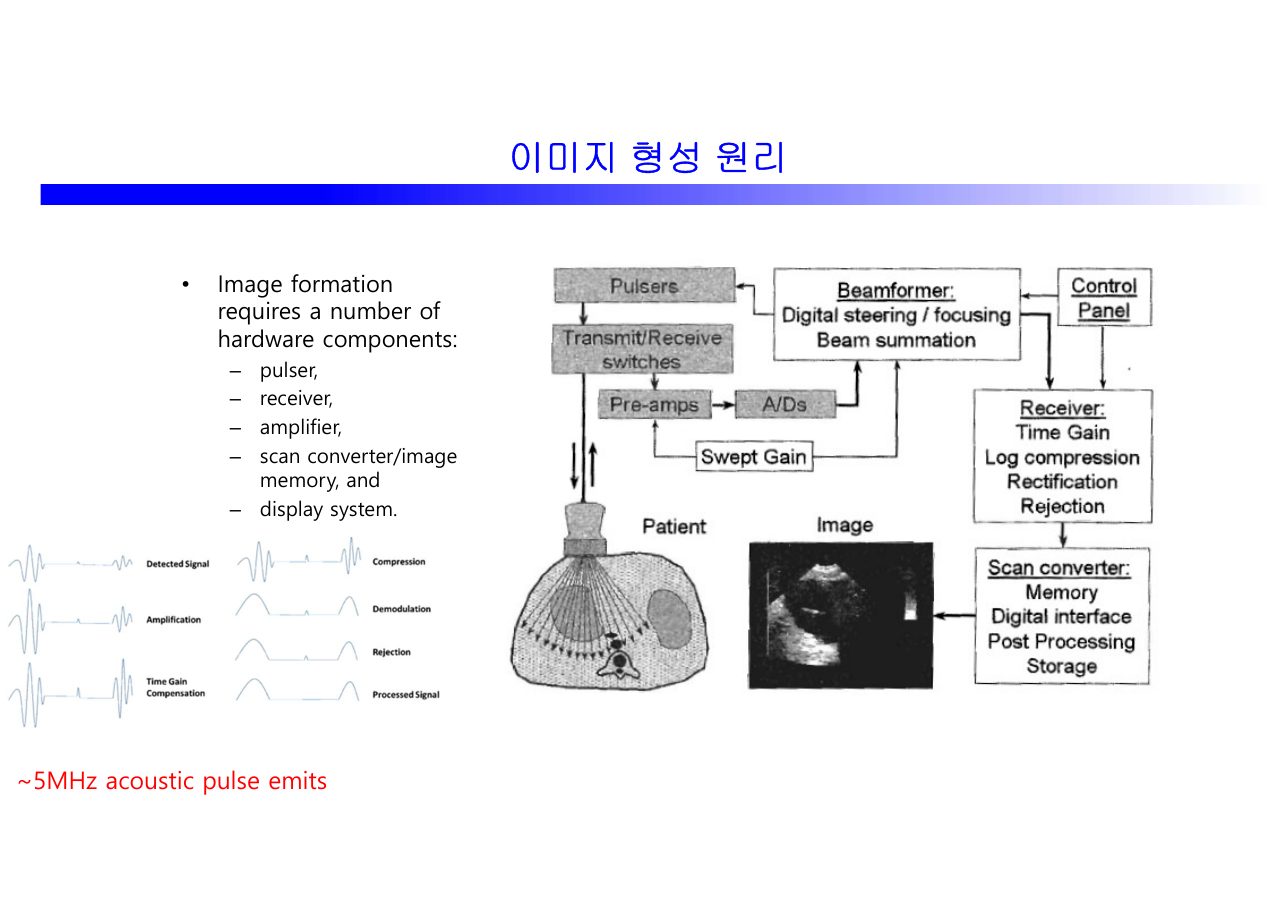 이미지 형성 원리
• Image formation
requires a number of
hardware components:
– pulser,
– receiver,
– amplifier,
– scan converter/image
memory, and
– display system.
Detected Signal
Amplification
Time Gain
Compensation
Compression
Demodulation
Rejection
Processed Signal
~5MHz acoustic pulse emits
Pulsers
Transmit/Receive
switches
Pre-amps
A/Ds
Beamformer:
Digital steering / focusing
Beam summation
Control
Panel
Swept Gain
Receiver:
Time Gain
Log compression
Rectification
Rejection
Patient
Image
Scan converter:
Memory
Digital interface
Post Processing
Storage